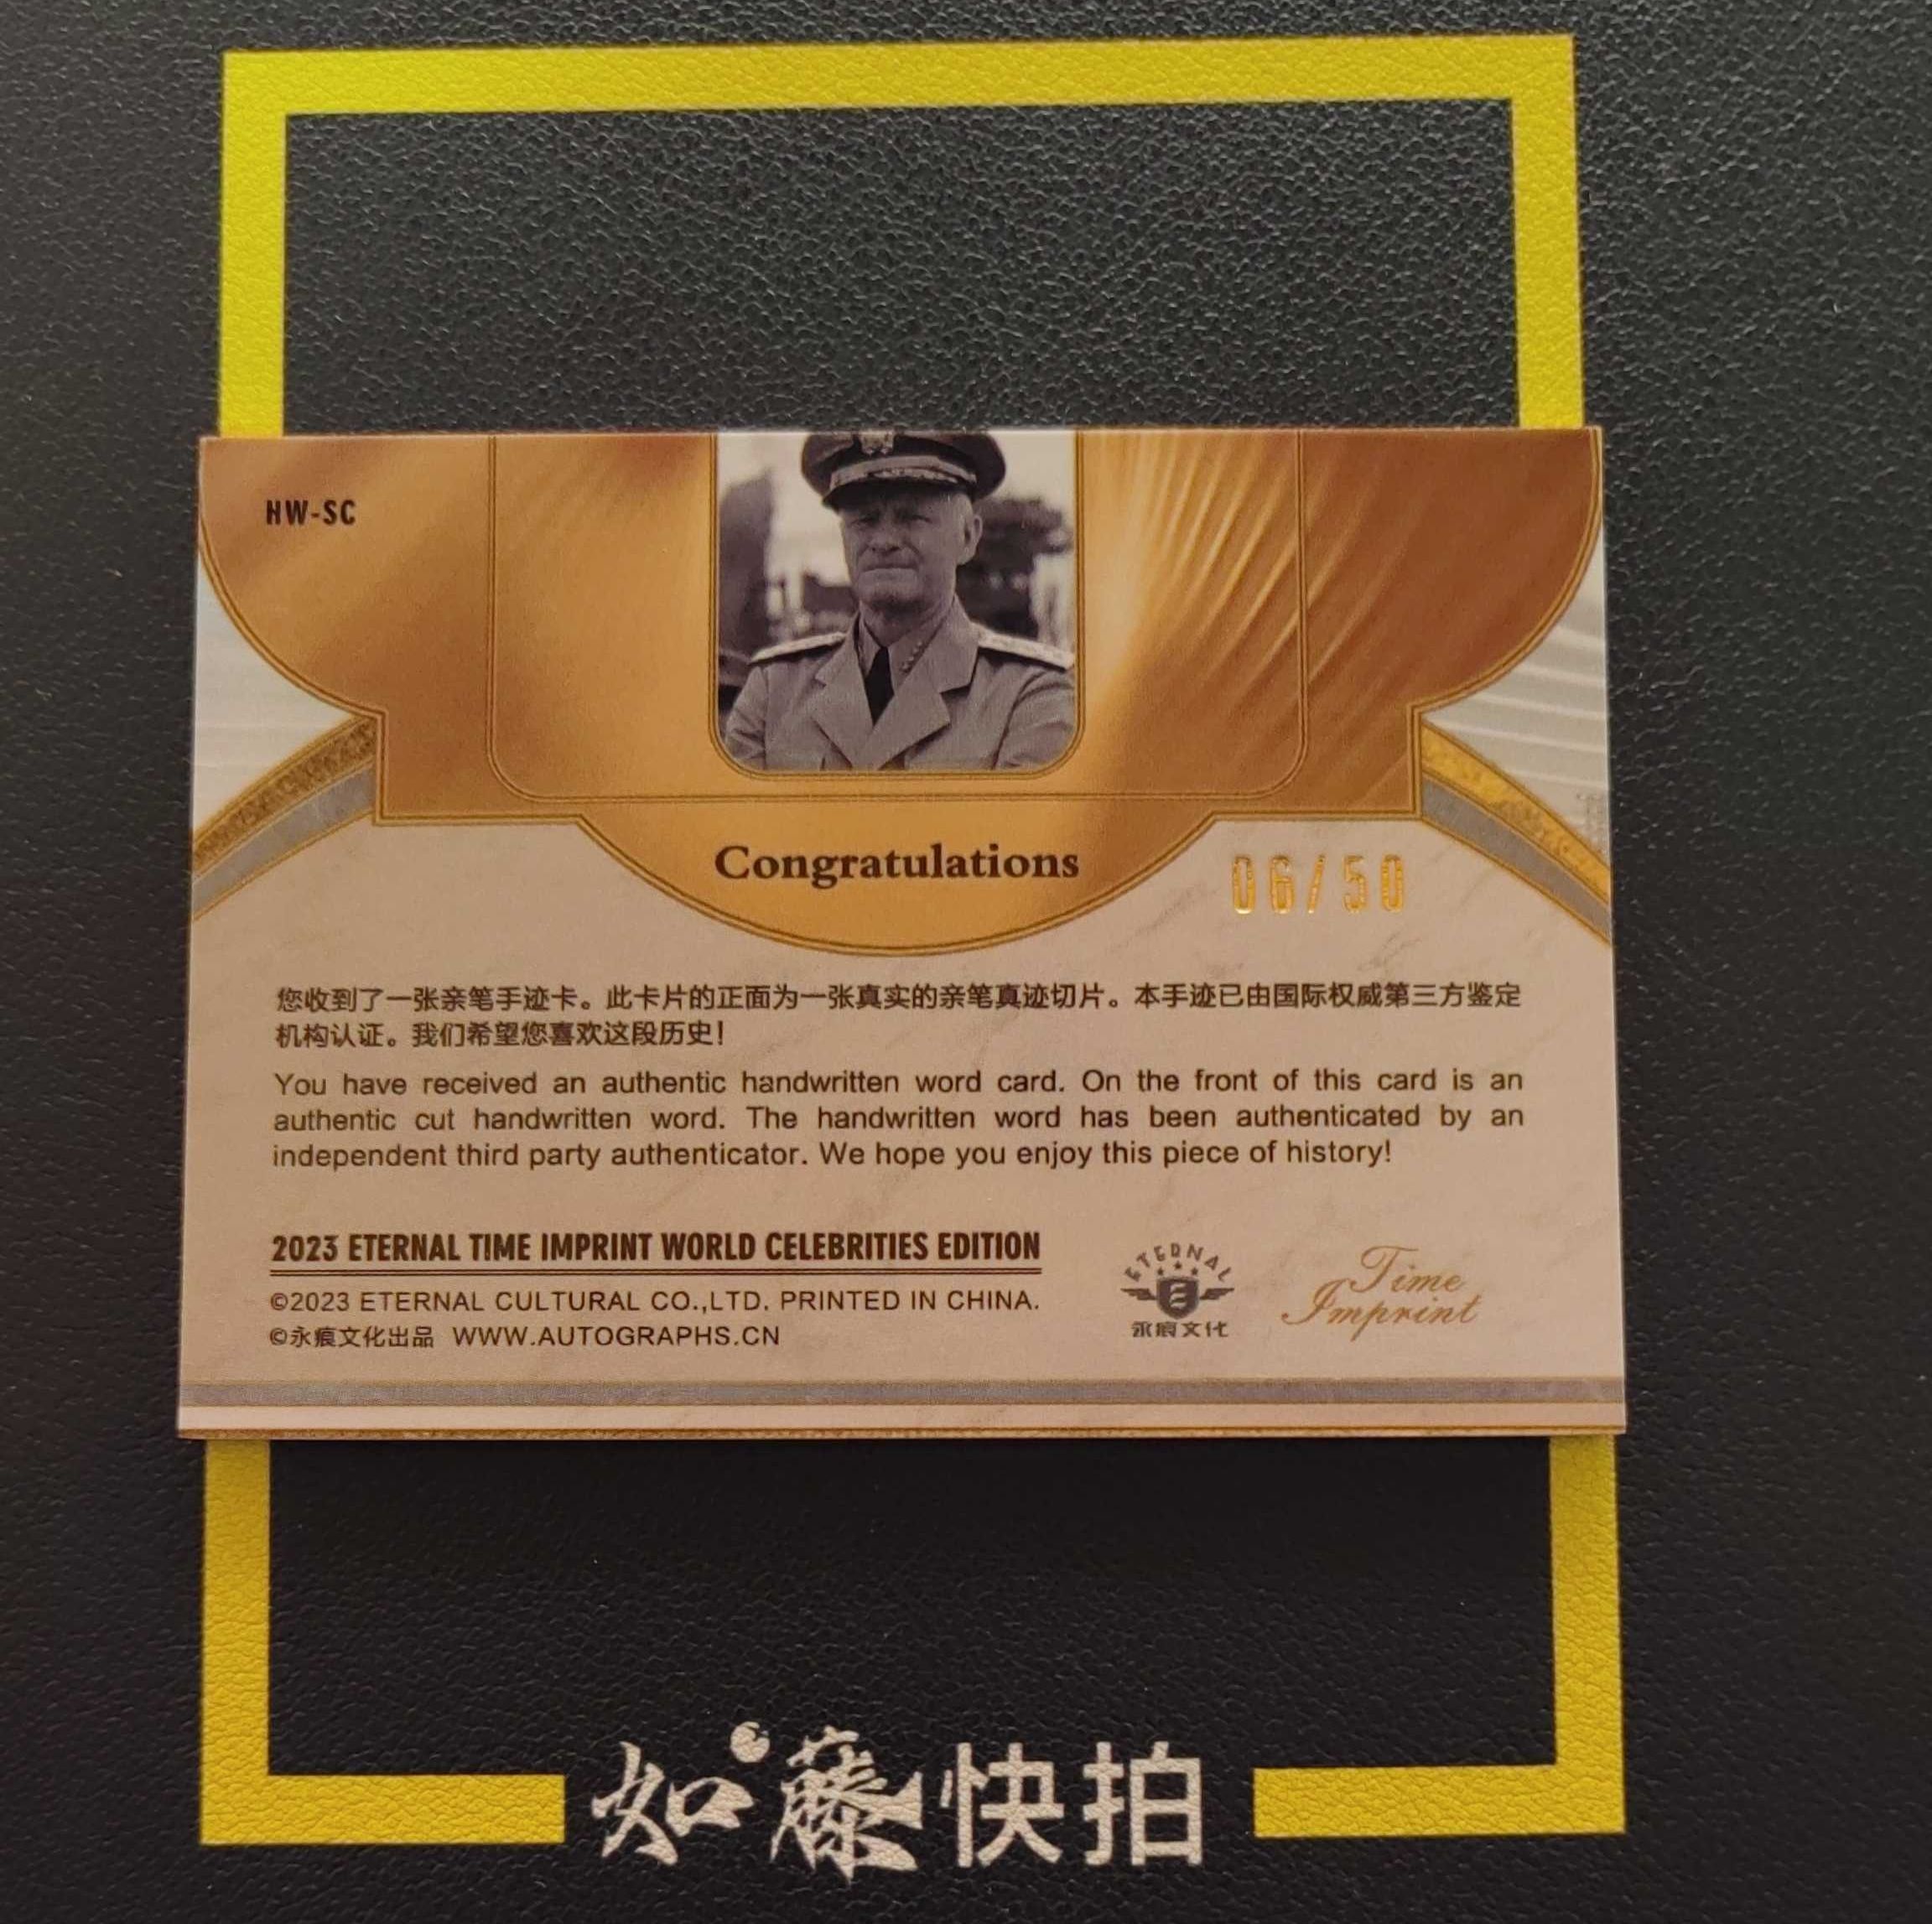 HW-SC
Congratulations
06/50
您收到了一张亲笔手迹卡。此卡片的正面为一张真实的亲笔真迹切片。本手迹已由国际权威第三方鉴定
机构认证。我们希望您喜欢这段历史！
You have received an authentic handwritten word card. On the front of this card is an
authentic cut handwritten word. The handwritten word has been authenticated by an
independent third party authenticator. We hope you enjoy this piece of history!
2023 ETERNAL TIME IMPRINT WORLD CELEBRITIES EDITION
©2023 ETERNAL CULTURAL CO.,LTD. PRINTED IN CHINA.
©永痕文化出品 WWW.AUTOGRAPHS.CN
ETERNAL
永痕文化
Time
Imprint
如藤快拍